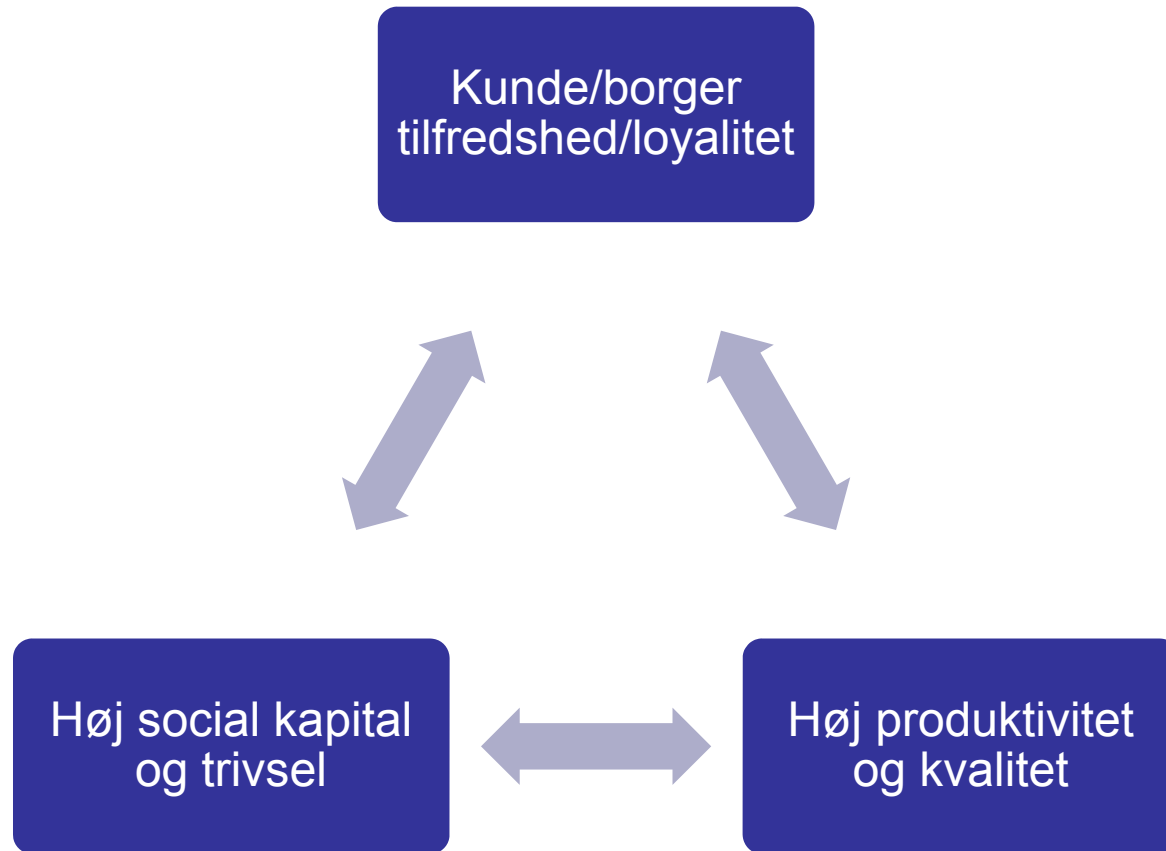 Kunde/borger
tilfredshed/loyalitet
Høj social kapital
og trivsel
Høj produktivitet
og kvalitet